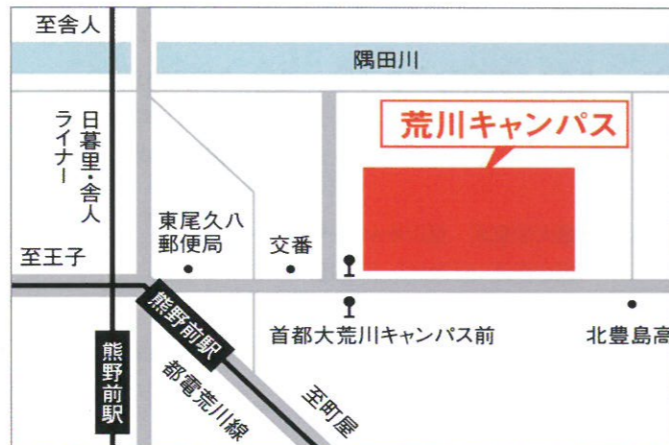 至舎人
隅田川
荒川キャンパス
日暮里・舎人
ライナー
東尾久八
郵便局
交番
至王子
熊野前駅
首都大荒川キャンパス前
北豊島高
熊野前駅
都電荒川線
至町屋